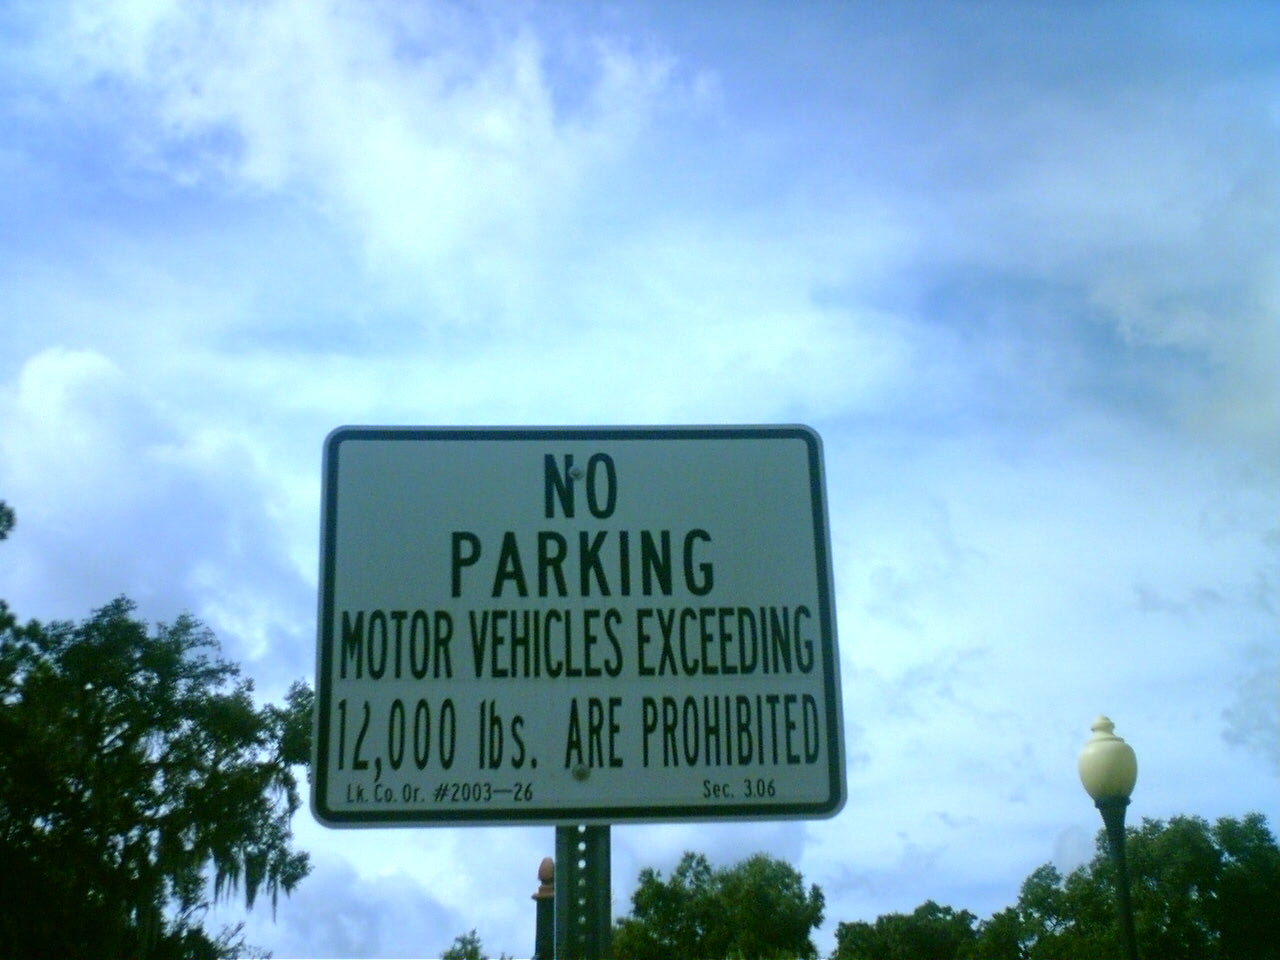 NO
PARKING
MOTOR VEHICLES EXCEEDING
12,000 lbs. ARE PROHIBITED
Lk. Co. Or. #2003-26 Sec. 3.06